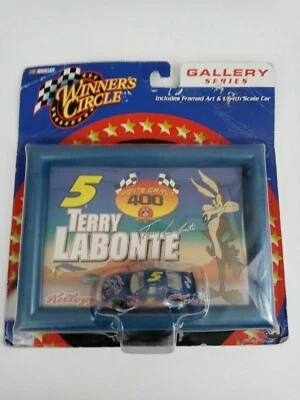 NASCAR
WINNER'S
CIRCLE
GALLERY
SERIES
Includes Framed Art & 1/64th Scale Car
5
400
TERRY
LABONTE
5
Kellogg